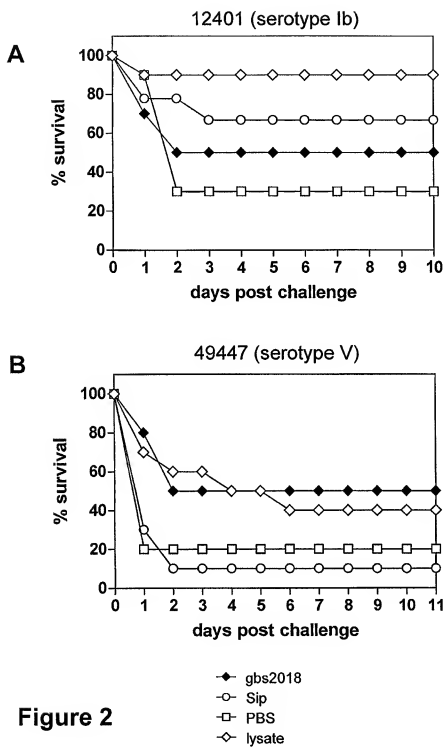 12401 (serotype Ib)
A
% survival
100
80
60
40
20
0
0 1 2 3 4 5 6 7 8 9 10
days post challenge
49447 (serotype V)
B
% survival
100
80
60
40
20
0
0 1 2 3 4 5 6 7 8 9 10 11
days post challenge
gbs2018
Sip
PBS
lysate
Figure 2